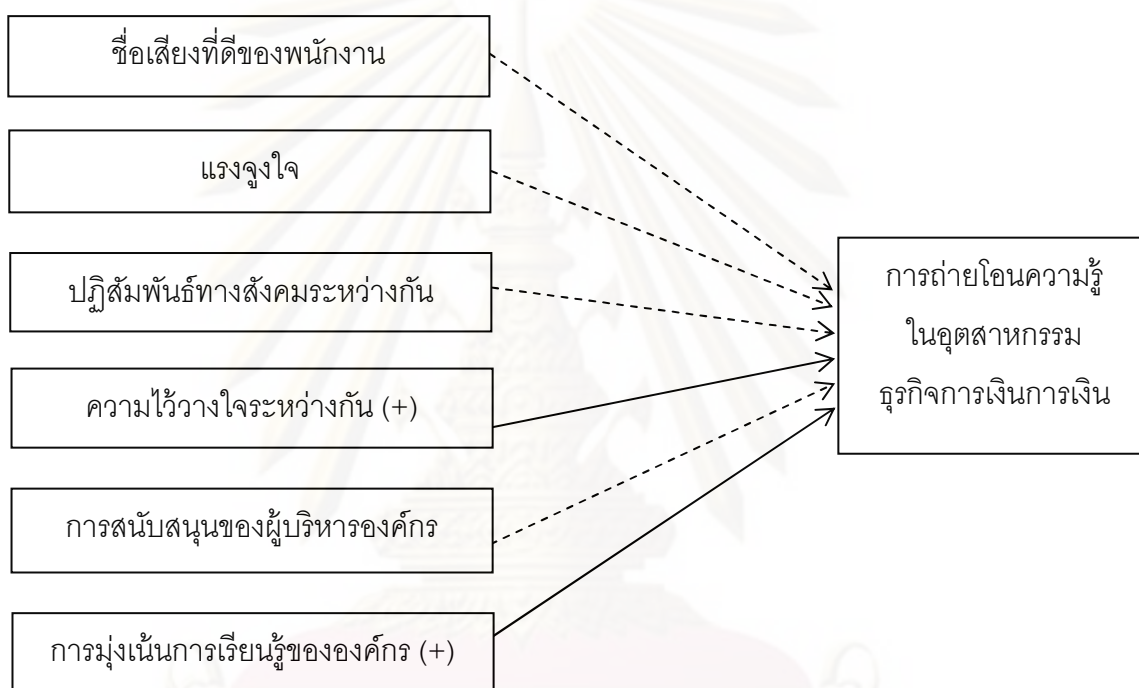 ชื่อเสียงที่ดีของพนักงาน
แรงจูงใจ
ปฏิสัมพันธ์ทางสังคมระหว่างกัน
ความไว้วางใจระหว่างกัน (+)
การสนับสนุนของผู้บริหารองค์กร
การมุ่งเน้นการเรียนรู้ขององค์กร (+)
การถ่ายโอนความรู้
ในอุตสาหกรรม
ธุรกิจการเงินการเงิน